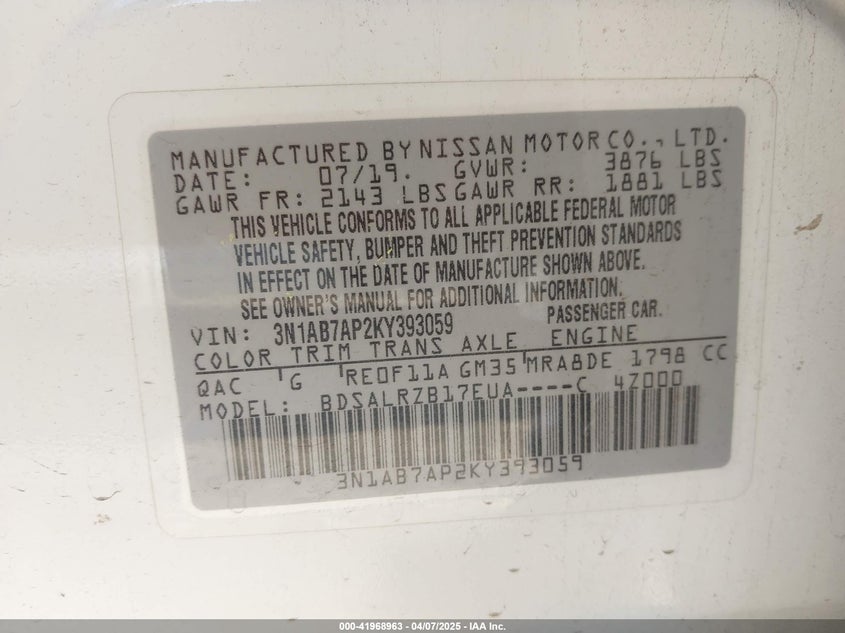 MANUFACTURED BY NISSAN MOTOR CO., LTD.
DATE: 07/19. GVWR: 3876 LBS
GAWR FR: 2143 LBS GAWR RR: 1881 LBS
THIS VEHICLE CONFORMS TO ALL APPLICABLE FEDERAL MOTOR
VEHICLE SAFETY, BUMPER AND THEFT PREVENTION STANDARDS
IN EFFECT ON THE DATE OF MANUFACTURE SHOWN ABOVE.
SEE OWNER'S MANUAL FOR ADDITIONAL INFORMATION.
VIN: 3N1AB7AP2KY393059 PASSENGER CAR.
COLOR TRIM TRANS AXLE ENGINE
QAC G RE0F11A GM35 MRA8DE 1798 CC
MODEL: BDSALRZB17EUA----C 4Z000
3N1AB7AP2KY393059
000-41968963 - 04/07/2025 - IAA Inc.